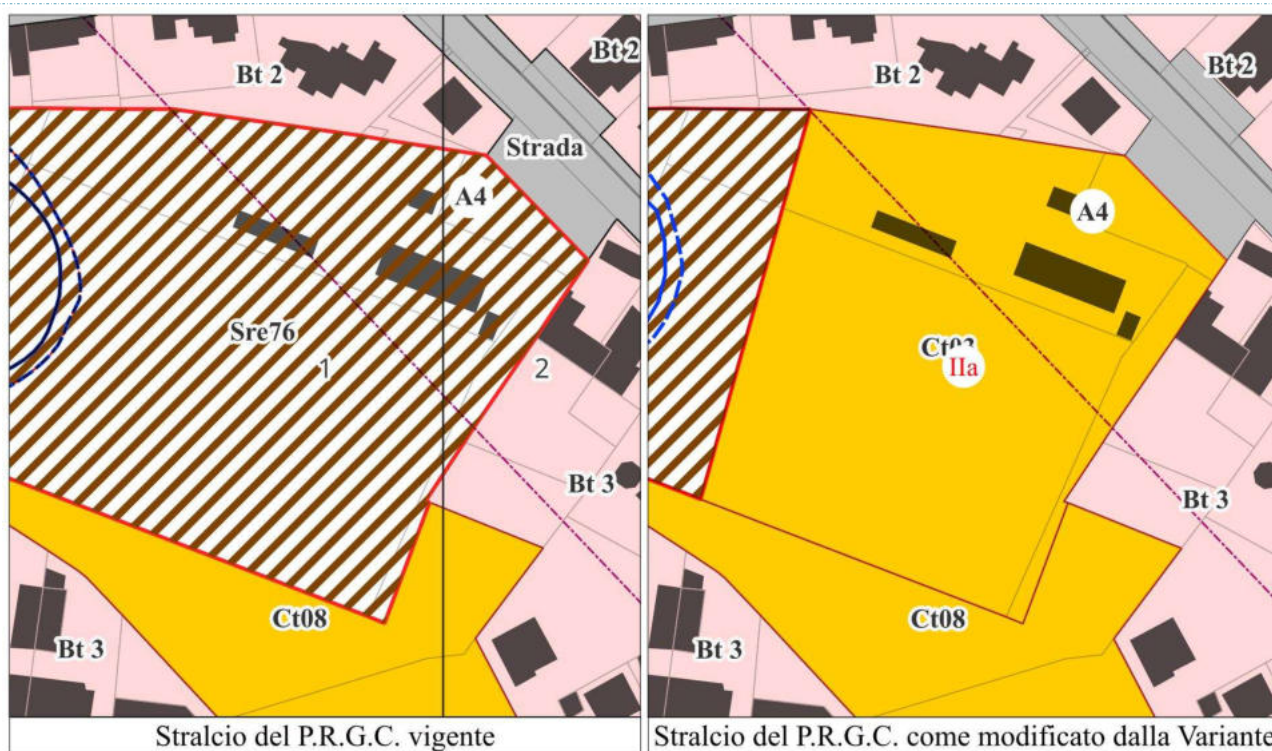 Bt 2
Bt 2
Strada
A4
Sre76
1
2
Bt 3
Ct08
Bt 3
Stralcio del P.R.G.C. vigente
Bt 2
Bt 2
A4
IIa
Bt 3
Ct08
Bt 3
Stralcio del P.R.G.C. come modificato dalla Variante